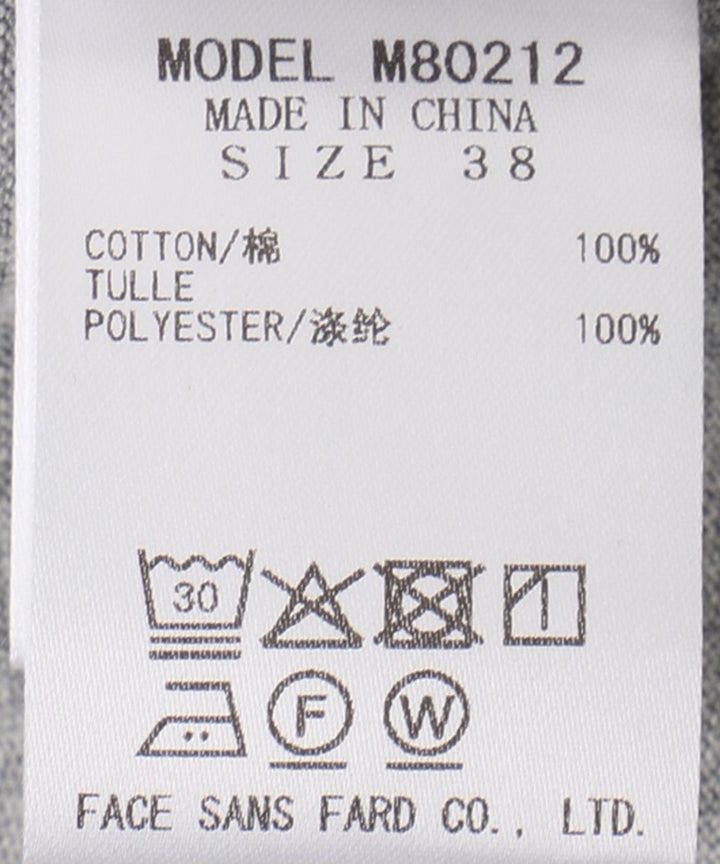 MODEL M80212
MADE IN CHINA
SIZE 38
COTTON/棉 100%
TULLE
POLYESTER/涤纶 100%
30
F W
FACE SANS FARD CO., LTD.